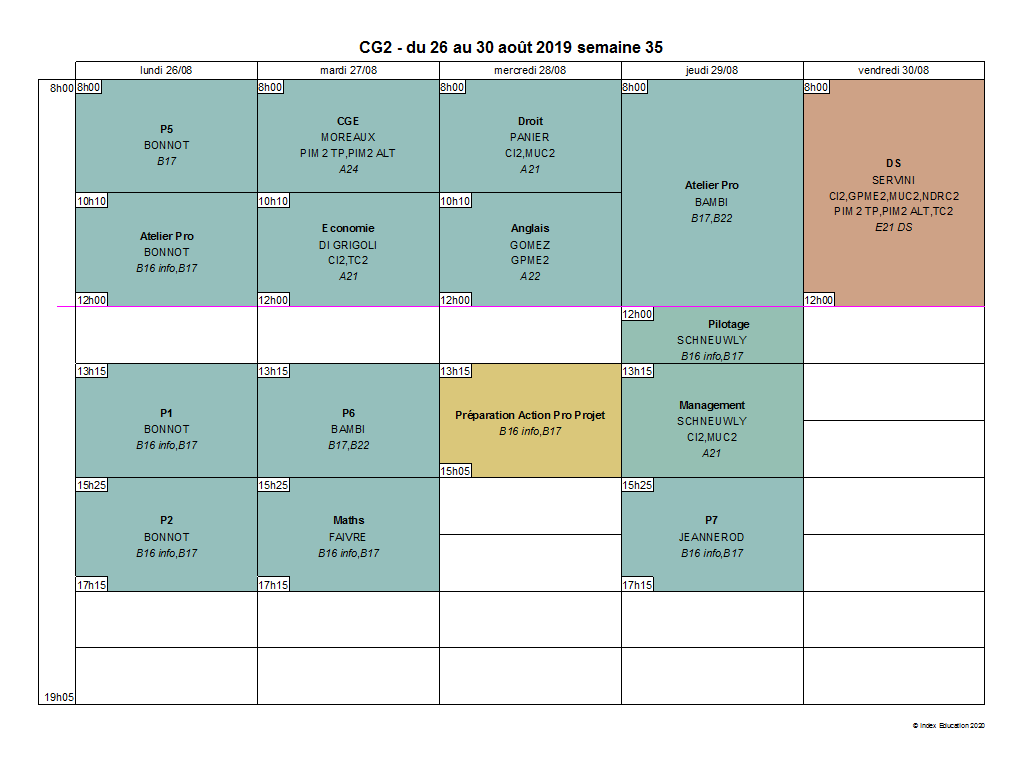 CG2 - du 26 au 30 août 2019 semaine 35
lundi 26/08
mardi 27/08
mercredi 28/08
jeudi 29/08
vendredi 30/08
8h00
8h00
P5
BONNOT
B17
8h00
CGE
MOREAUX
PIM 2 TP,PIM2 ALT
A24
8h00
Droit
PANIER
CI2,MUC2
A21
8h00
Atelier Pro
BAMBI
B17,B22
8h00
DS
SERVINI
CI2,GPME2,MUC2,NDRC2
PIM 2 TP,PIM2 ALT,TC2
E21 DS
12h00
10h10
Atelier Pro
BONNOT
B16 info,B17
12h00
10h10
Economie
DI GRIGOLI
CI2,TC2
A21
12h00
10h10
Anglais
GOMEZ
GPME2
A22
12h00
12h00
Pilotage
SCHNEUWLY
B16 info,B17
13h15
P1
BONNOT
B16 info,B17
13h15
P6
BAMBI
B17,B22
13h15
Préparation Action Pro Projet
B16 info,B17
15h05
13h15
Management
SCHNEUWLY
CI2,MUC2
A21
15h25
P2
BONNOT
B16 info,B17
17h15
15h25
Maths
FAIVRE
B16 info,B17
17h15
15h25
P7
JEANNEROD
B16 info,B17
17h15
19h05
© Index Education 2020